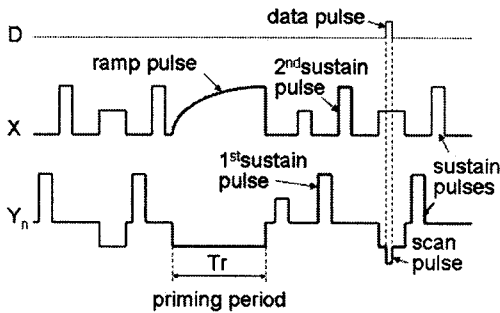 data pulse
D
ramp pulse
2nd sustain
pulse
X
1st sustain
pulse
sustain
pulses
Yn
scan
pulse
Tr
priming period